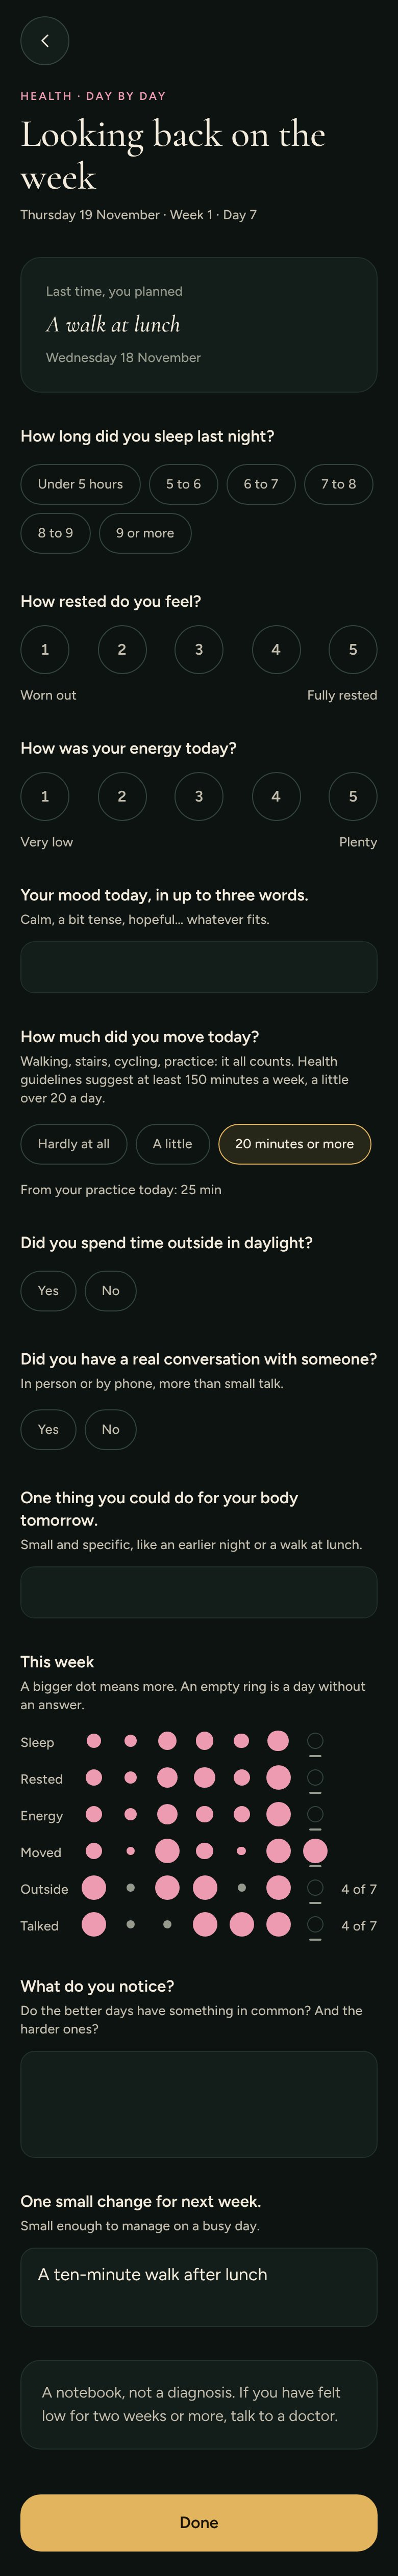 HEALTH · DAY BY DAY
Looking back on the
week
Thursday 19 November · Week 1 · Day 7
Last time, you planned
A walk at lunch
Wednesday 18 November
How long did you sleep last night?
Under 5 hours
5 to 6
6 to 7
7 to 8
8 to 9
9 or more
How rested do you feel?
1 2 3 4 5
Worn out
Fully rested
How was your energy today?
1 2 3 4 5
Very low
Plenty
Your mood today, in up to three words.
Calm, a bit tense, hopeful... whatever fits.
How much did you move today?
Walking, stairs, cycling, practice: it all counts. Health
guidelines suggest at least 150 minutes a week, a little
over 20 a day.
Hardly at all
A little
20 minutes or more
From your practice today: 25 min
Did you spend time outside in daylight?
Yes
No
Did you have a real conversation with someone?
In person or by phone, more than small talk.
Yes
No
One thing you could do for your body
tomorrow.
Small and specific, like an earlier night or a walk at lunch.
This week
A bigger dot means more. An empty ring is a day without
an answer.
Sleep
Rested
Energy
Moved
Outside 4 of 7
Talked 4 of 7
What do you notice?
Do the better days have something in common? And the
harder ones?
One small change for next week.
Small enough to manage on a busy day.
A ten-minute walk after lunch
A notebook, not a diagnosis. If you have felt
low for two weeks or more, talk to a doctor.
Done